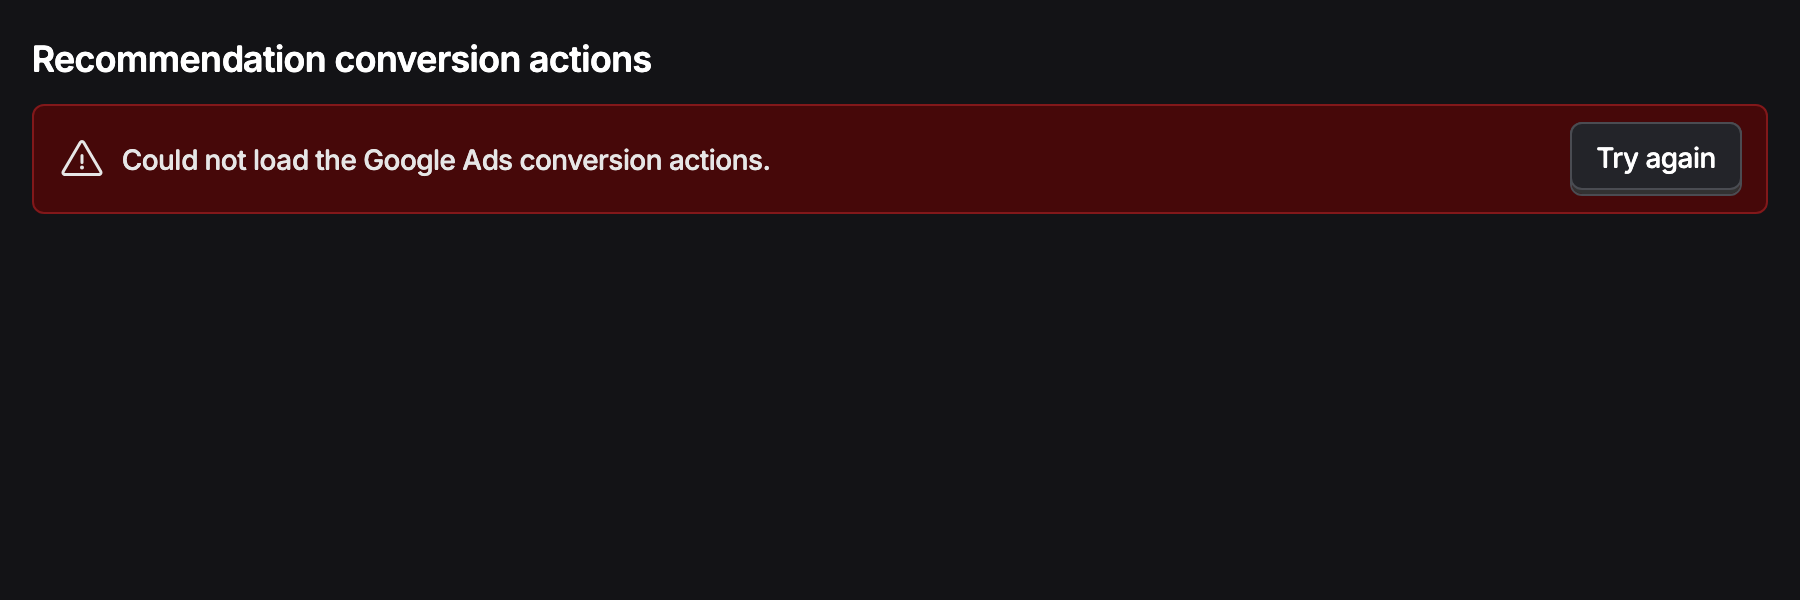 Recommendation conversion actions
Could not load the Google Ads conversion actions.
Try again